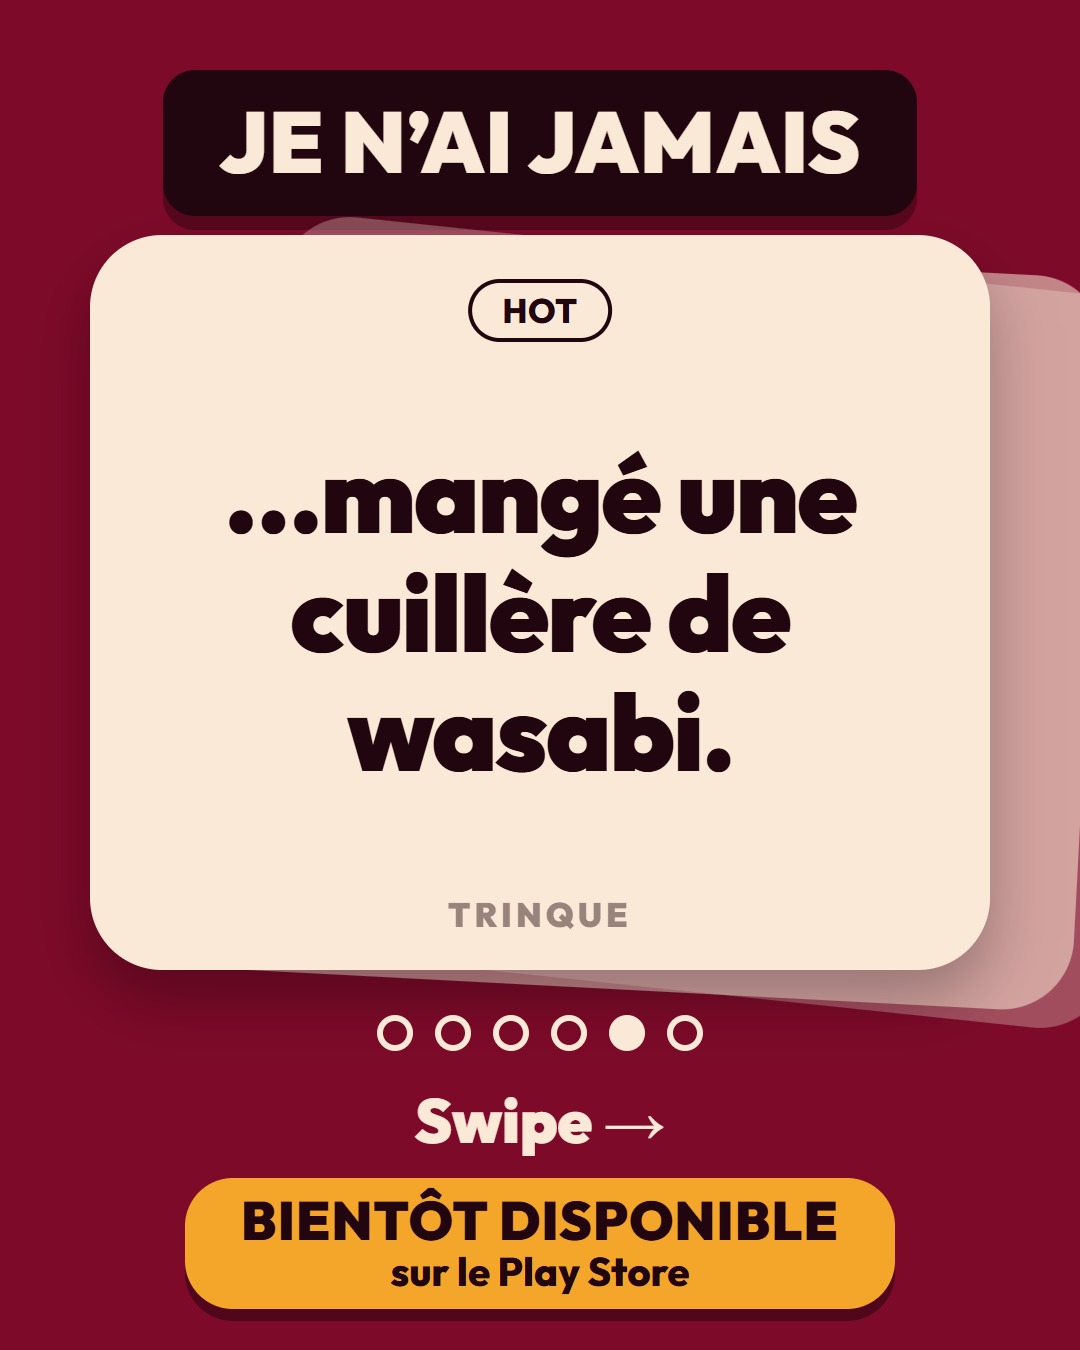 JE N’AI JAMAIS
HOT
...mangé une
cuillère de
wasabi.
TRINQUE
Swipe →
BIENTÔT DISPONIBLE
sur le Play Store